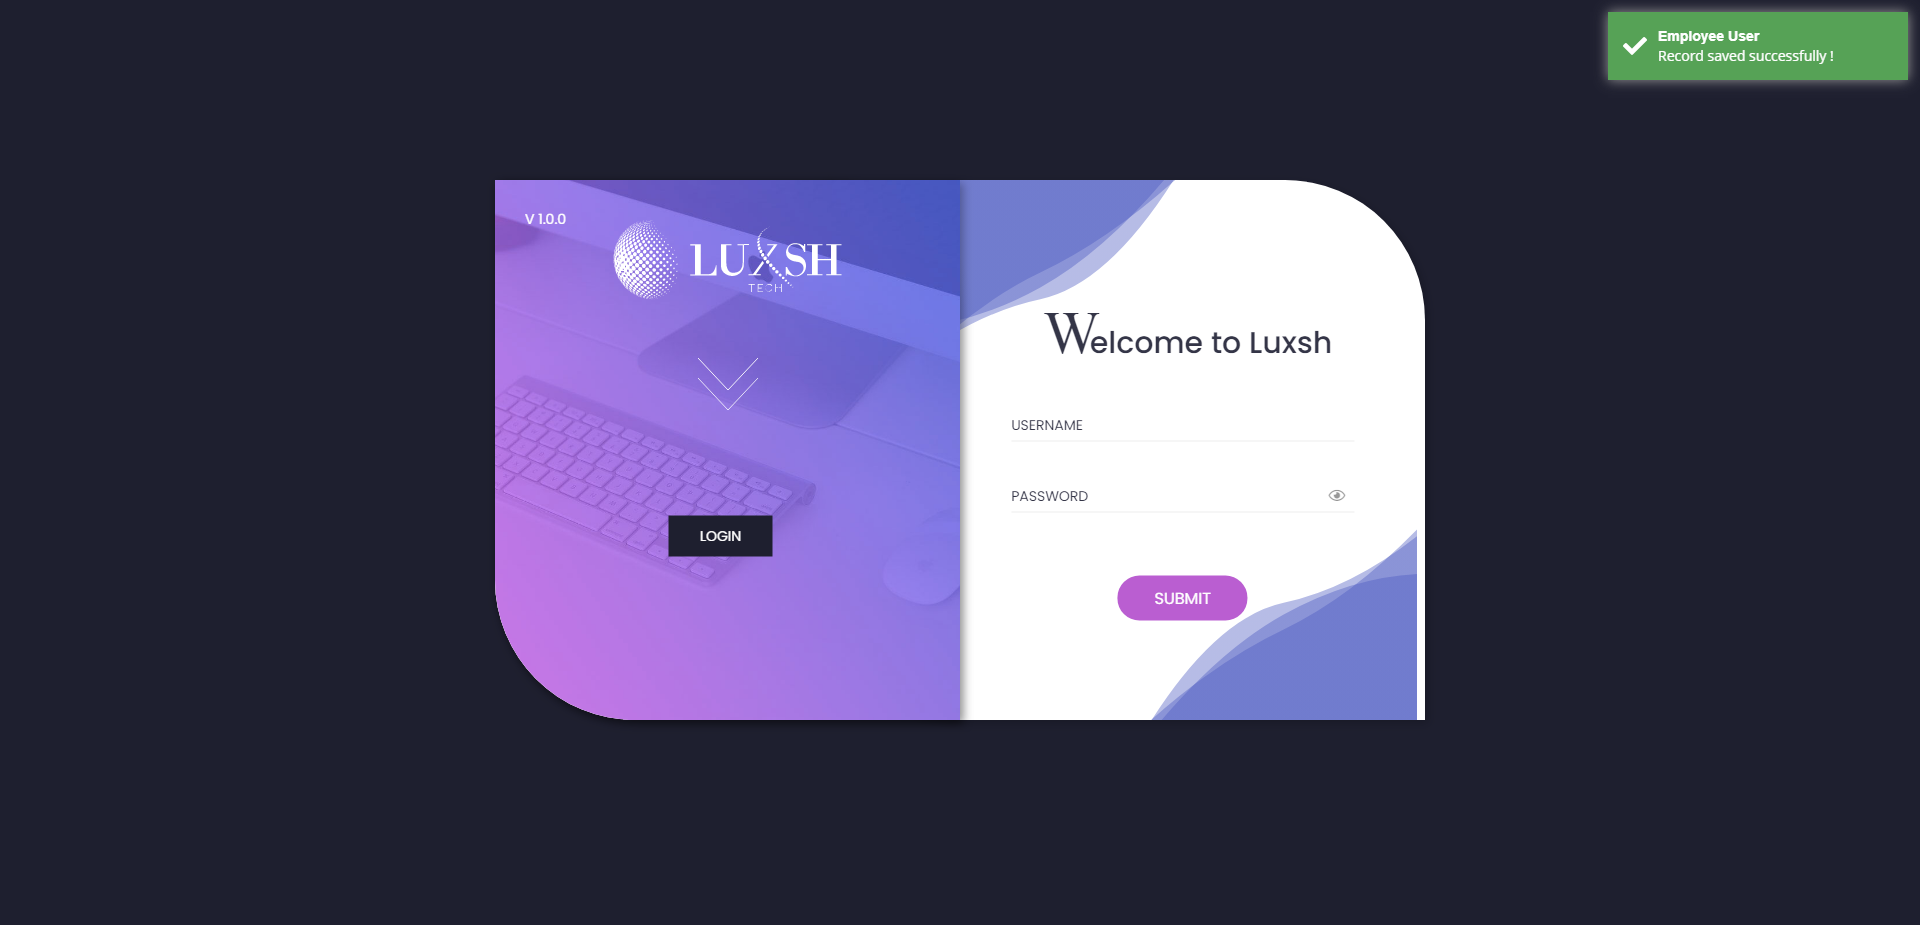 Employee User
Record saved successfully !
V 1.0.0
LUXSH
TECH
LOGIN
Welcome to Luxsh
USERNAME
PASSWORD
SUBMIT